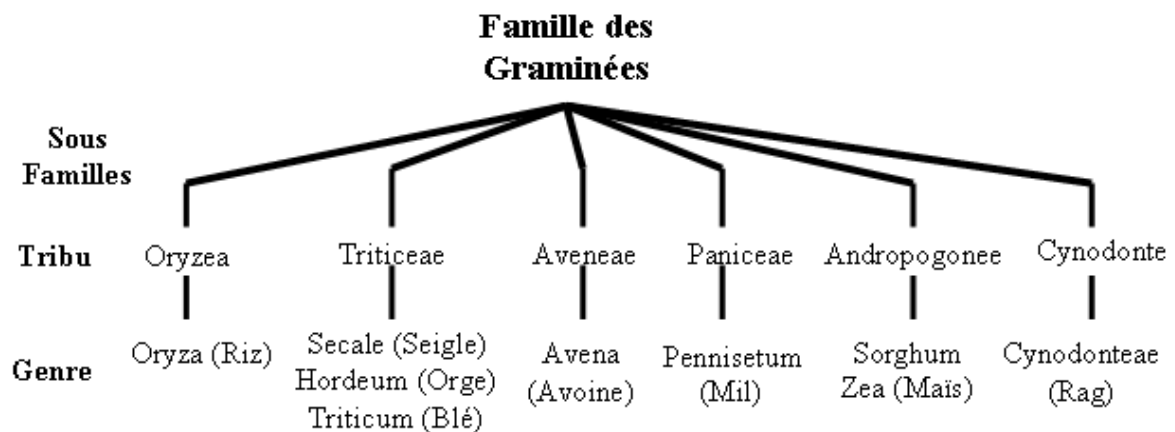 Famille des
Graminées
Sous
Familles
Tribu
Oryzea
Triticeae
Aveneae
Paniceae
Andropogonee
Cynodonte
Genre
Oryza (Riz)
Secale (Seigle)
Hordeum (Orge)
Triticum (Blé)
Avena
(Avoine)
Pennisetum
(Mil)
Sorghum
Zea (Maïs)
Cynodonteae
(Rag)